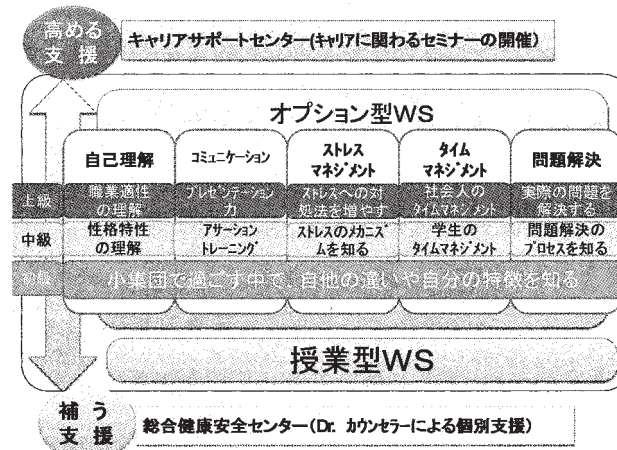 高める
支援
キャリアサポートセンター(キャリアに関わるセミナーの開催)
オプション型WS
自己理解
コミュニケーション
ストレス
マネジメント
タイム
マネジメント
問題解決
上級
職業適性
の理解
プレゼンテーション
力
ストレスへの対
処法を増やす
社会人の
タイムマネジメント
実際の問題を
解決する
中級
性格特性
の理解
アサーション
トレーニング
ストレスのメカニズ
ムを知る
学生の
タイムマネジメント
問題解決の
プロセスを知る
初級
小集団で過ごす中で、自他の違いや自分の特徴を知る
授業型WS
補う
支援
総合健康安全センター(Dr. カウンセラーによる個別支援)